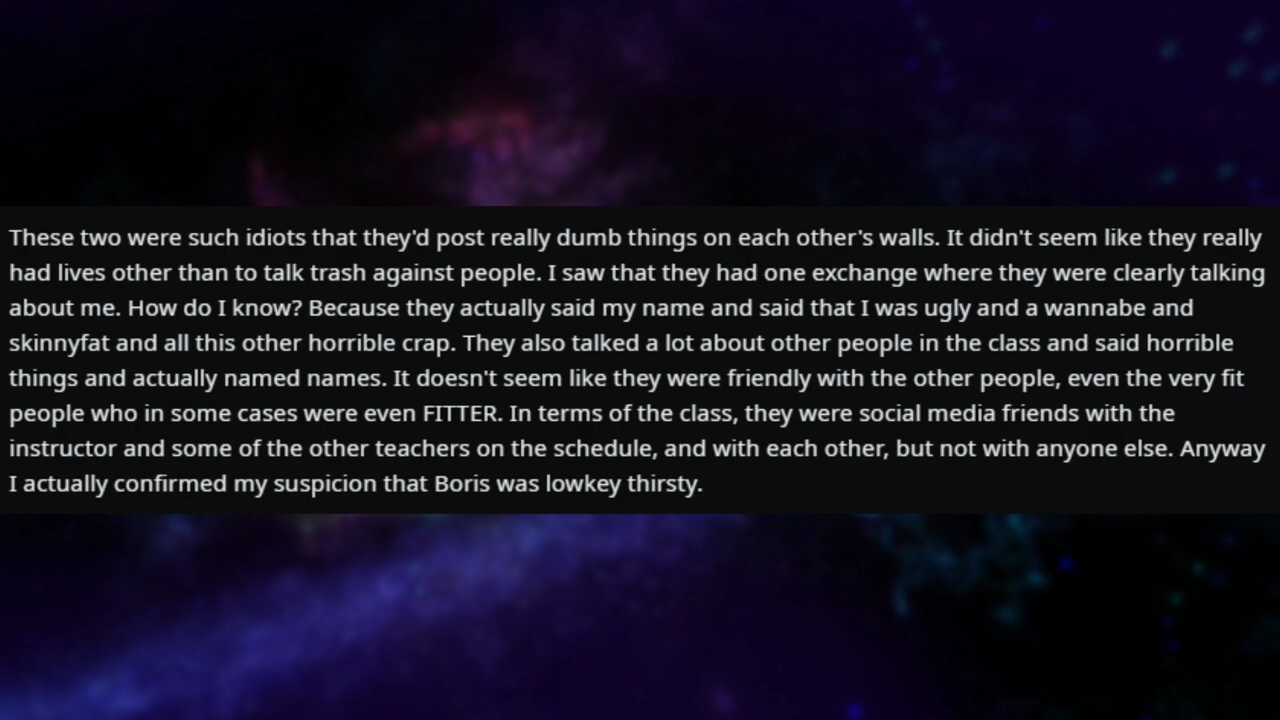 These two were such idiots that they'd post really dumb things on each other's walls. It didn't seem like they really
had lives other than to talk trash against people. I saw that they had one exchange where they were clearly talking
about me. How do I know? Because they actually said my name and said that I was ugly and a wannabe and
skinnyfat and all this other horrible crap. They also talked a lot about other people in the class and said horrible
things and actually named names. It doesn't seem like they were friendly with the other people, even the very fit
people who in some cases were even FITTER. In terms of the class, they were social media friends with the
instructor and some of the other teachers on the schedule, and with each other, but not with anyone else. Anyway
I actually confirmed my suspicion that Boris was lowkey thirsty.